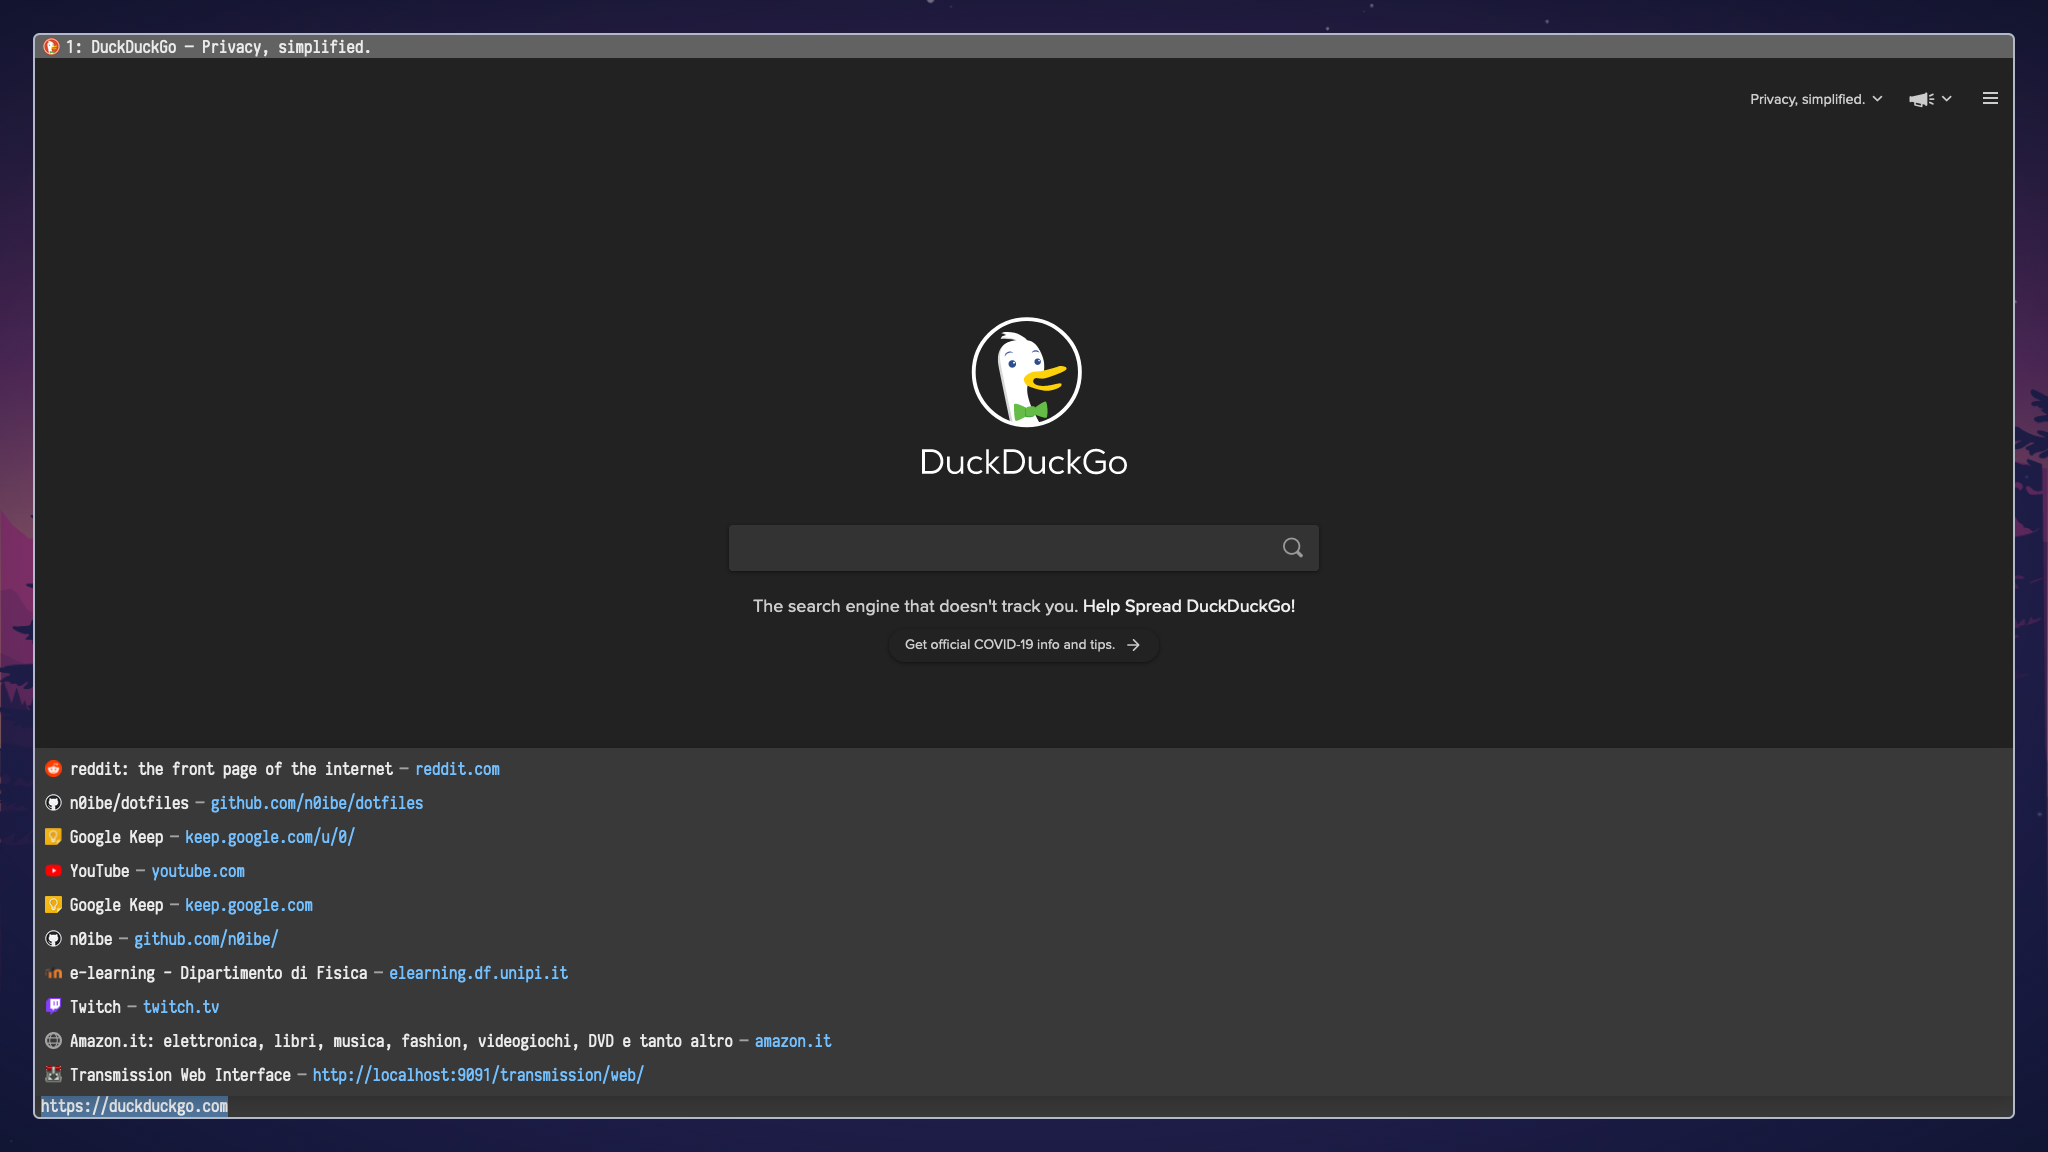 1: DuckDuckGo — Privacy, simplified.
Privacy, simplified.
DuckDuckGo
The search engine that doesn't track you. Help Spread DuckDuckGo!
Get official COVID-19 info and tips.
reddit: the front page of the internet — reddit.com
n0ibe/dotfiles — github.com/n0ibe/dotfiles
Google Keep — keep.google.com/u/0/
YouTube — youtube.com
Google Keep — keep.google.com
n0ibe — github.com/n0ibe/
e-learning - Dipartimento di Fisica — elearning.df.unipi.it
Twitch — twitch.tv
Amazon.it: elettronica, libri, musica, fashion, videogiochi, DVD e tanto altro — amazon.it
Transmission Web Interface — http://localhost:9091/transmission/web/
https://duckduckgo.com